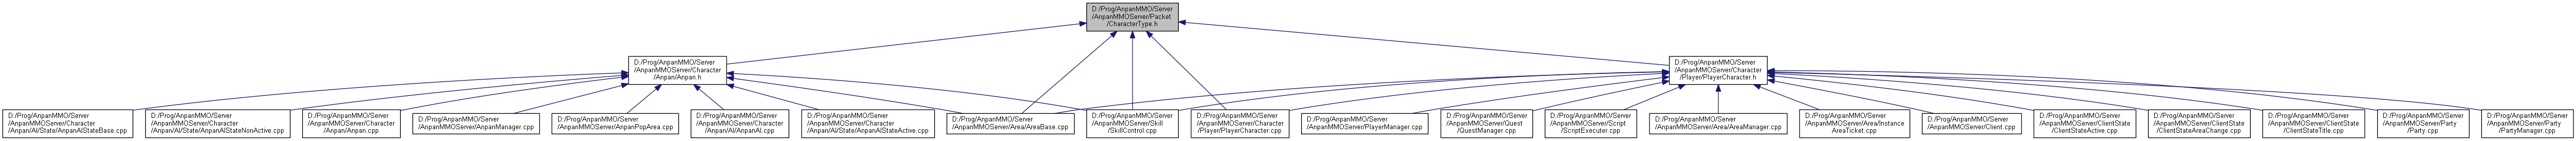 D:/Prog/AnpanMMO/Server
/AnpanMMOServer/Packet
/CharacterType.h
D:/Prog/AnpanMMO/Server
/AnpanMMOServer/Character
/Anpan/Anpan.h
D:/Prog/AnpanMMO/Server
/AnpanMMOServer/Character
/Player/PlayerCharacter.h
D:/Prog/AnpanMMO/Server
/AnpanMMOServer/Character
/Anpan/AI/State/AnpanAIStateBase.cpp
D:/Prog/AnpanMMO/Server
/AnpanMMOServer/Character
/Anpan/AI/State/AnpanAIStateNonActive.cpp
D:/Prog/AnpanMMO/Server
/AnpanMMOServer/Character
/Anpan/Anpan.cpp
D:/Prog/AnpanMMO/Server
/AnpanMMOServer/AnpanManager.cpp
D:/Prog/AnpanMMO/Server
/AnpanMMOServer/AnpanPopArea.cpp
D:/Prog/AnpanMMO/Server
/AnpanMMOServer/Character
/Anpan/AI/AnpanAI.cpp
D:/Prog/AnpanMMO/Server
/AnpanMMOServer/Character
/Anpan/AI/State/AnpanAIStateActive.cpp
D:/Prog/AnpanMMO/Server
/AnpanMMOServer/Area/AreaBase.cpp
D:/Prog/AnpanMMO/Server
/AnpanMMOServer/Skill
/SkillControl.cpp
D:/Prog/AnpanMMO/Server
/AnpanMMOServer/Character
/Player/PlayerCharacter.cpp
D:/Prog/AnpanMMO/Server
/AnpanMMOServer/PlayerManager.cpp
D:/Prog/AnpanMMO/Server
/AnpanMMOServer/Quest
/QuestManager.cpp
D:/Prog/AnpanMMO/Server
/AnpanMMOServer/Script
/ScriptExecuter.cpp
D:/Prog/AnpanMMO/Server
/AnpanMMOServer/Area/AreaManager.cpp
D:/Prog/AnpanMMO/Server
/AnpanMMOServer/Area/Instance
AreaTicket.cpp
D:/Prog/AnpanMMO/Server
/AnpanMMOServer/Client.cpp
D:/Prog/AnpanMMO/Server
/AnpanMMOServer/ClientState
/ClientStateActive.cpp
D:/Prog/AnpanMMO/Server
/AnpanMMOServer/ClientState
/ClientStateAreaChange.cpp
D:/Prog/AnpanMMO/Server
/AnpanMMOServer/ClientState
/ClientStateTitle.cpp
D:/Prog/AnpanMMO/Server
/AnpanMMOServer/Party
/Party.cpp
D:/Prog/AnpanMMO/Server
/AnpanMMOServer/Party
/PartyManager.cpp